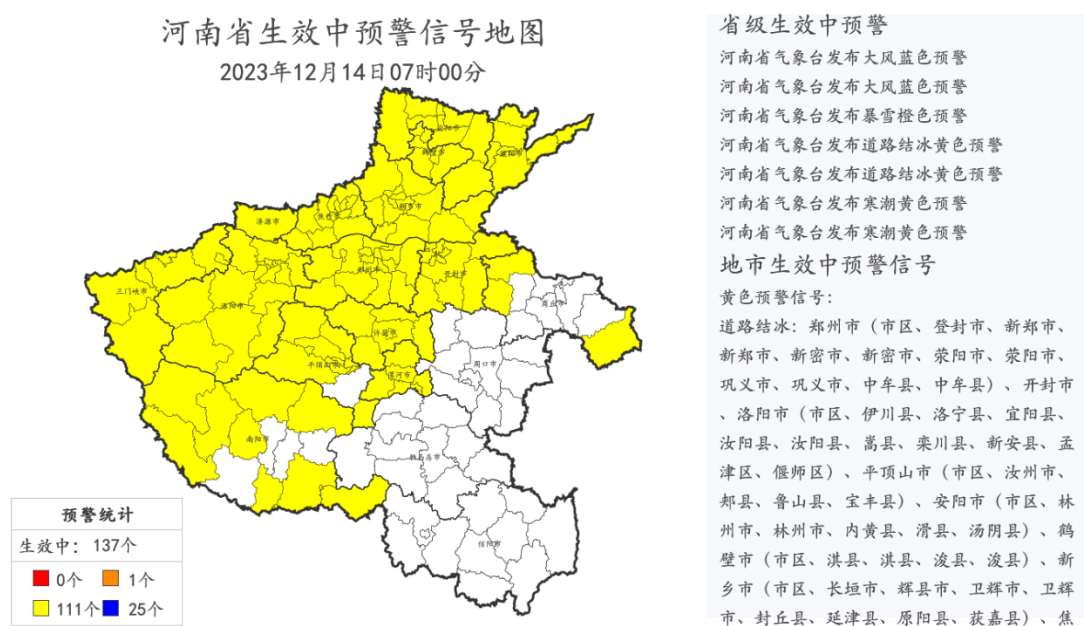 河南省生效中预警信号地图
2023年12月14日07时00分
安阳市
鹤壁市
濮阳市
新乡市
焦作市
济源市
三门峡市
洛阳市
郑州市
开封市
商丘市
许昌市
平顶山市
漯河市
周口市
南阳市
驻马店市
信阳市
预警统计
生效中: 137个
0个 1个
111个 25个
省级生效中预警
河南省气象台发布大风蓝色预警
河南省气象台发布大风蓝色预警
河南省气象台发布暴雪橙色预警
河南省气象台发布道路结冰黄色预警
河南省气象台发布道路结冰黄色预警
河南省气象台发布寒潮黄色预警
河南省气象台发布寒潮黄色预警
地市生效中预警信号
黄色预警信号:
道路结冰: 郑州市（市区、登封市、新郑市、
新郑市、新密市、新密市、荥阳市、荥阳市、
巩义市、巩义市、中牟县、中牟县）、开封市
、洛阳市（市区、伊川县、洛宁县、宜阳县、
汝阳县、汝阳县、嵩县、栾川县、新安县、孟
津区、偃师区）、平顶山市（市区、汝州市、
郏县、鲁山县、宝丰县）、安阳市（市区、林
州市、林州市、内黄县、滑县、汤阴县）、鹤
壁市（市区、淇县、淇县、浚县、浚县）、新
乡市（市区、长垣市、辉县市、卫辉市、卫辉
市、封丘县、延津县、原阳县、获嘉县）、焦